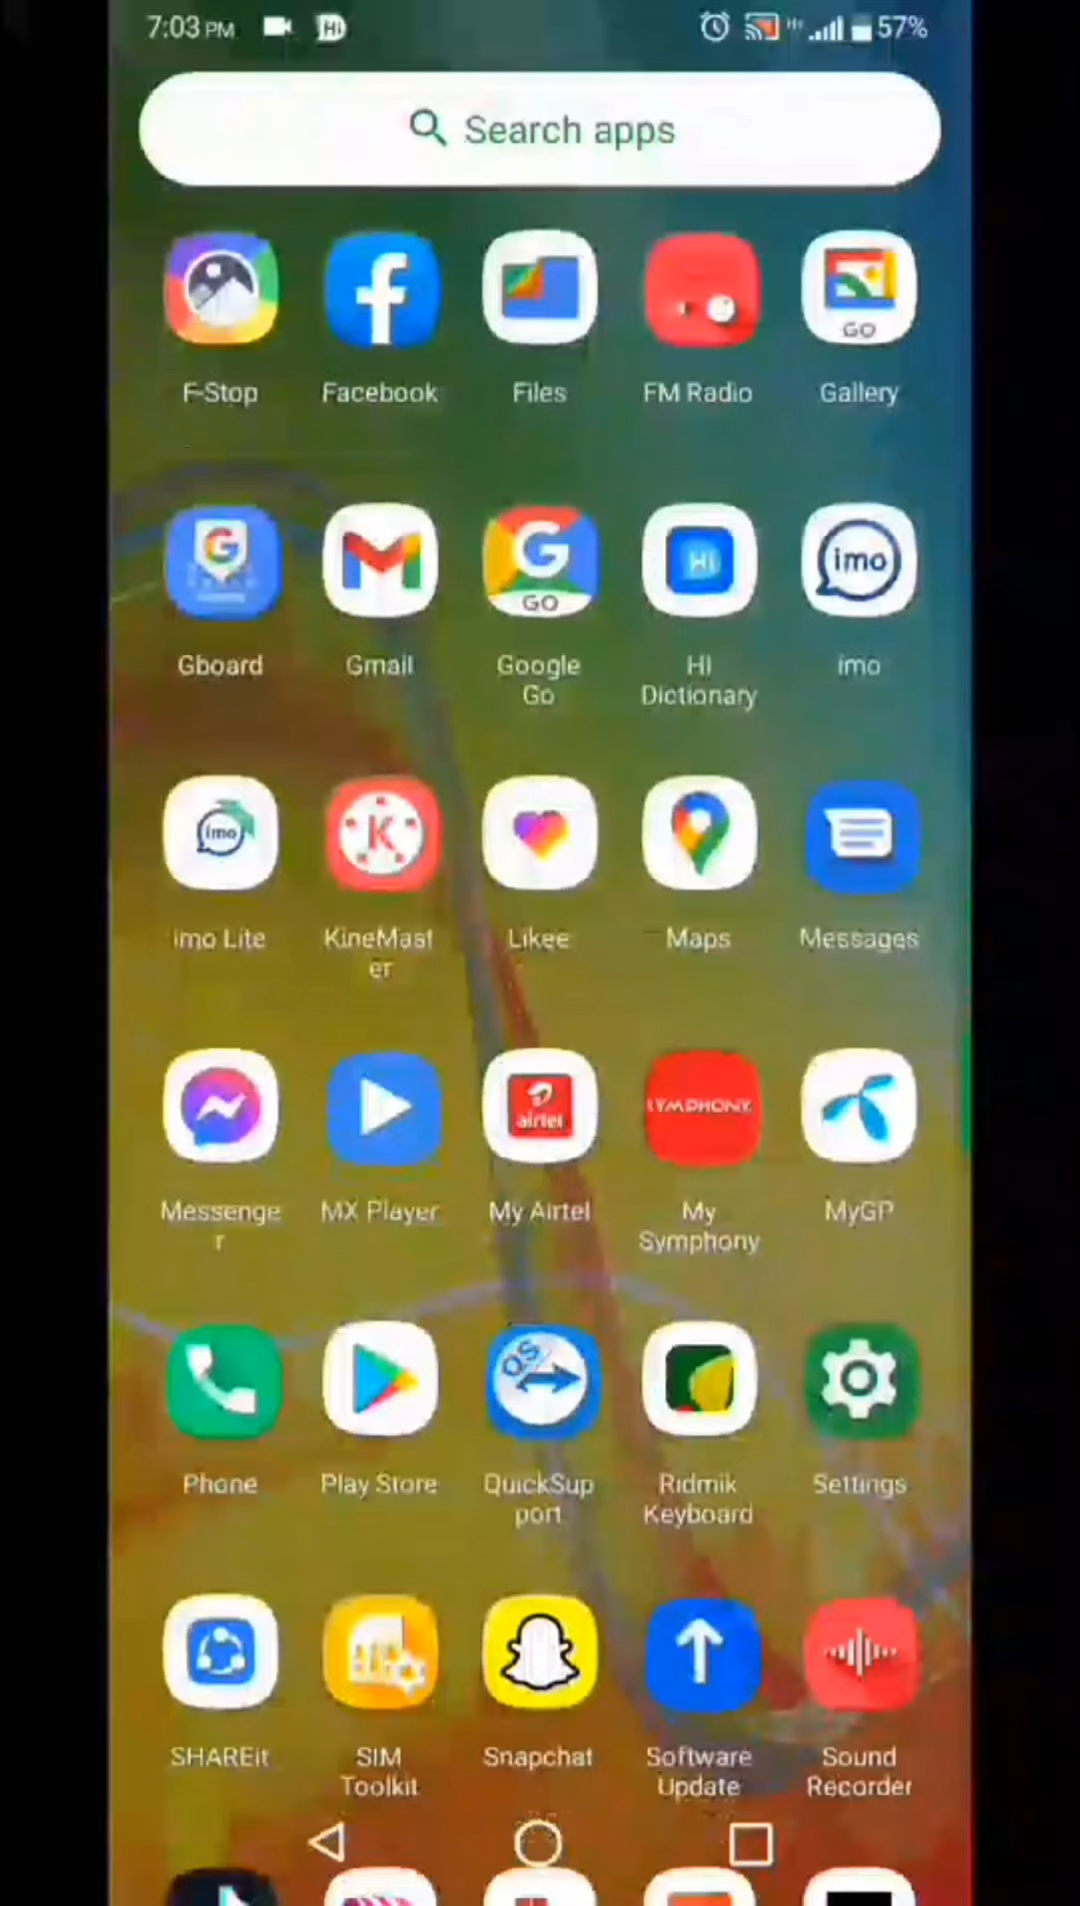 7:03 PM Hi 57%
Search apps
GO
F-Stop Facebook Files FM Radio Gallery
G G GO Hi imo
Gboard Gmail Google Go Hi Dictionary imo
imo K
imo Lite KineMast er Likee Maps Messages
airtel SYMPHONY
Messenge r MX Player My Airtel My Symphony MyGP
QS
Phone Play Store QuickSup port Ridmik Keyboard Settings
SHAREit SIM Toolkit Snapchat Software Update Sound Recorder